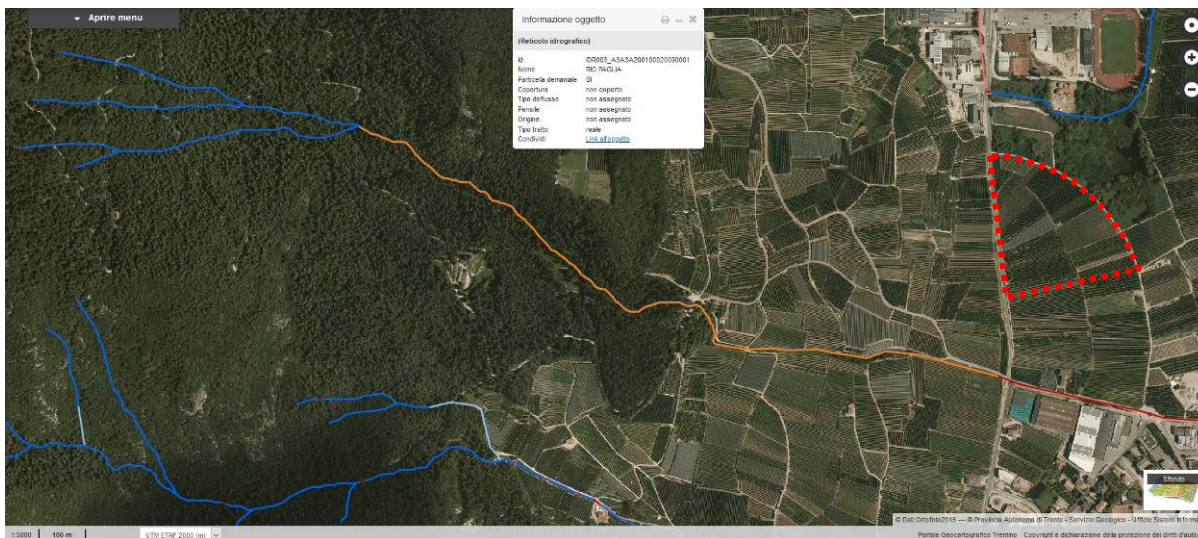 Aprire menu
Informazione oggetto
(Reticolo idrografico)
Id IDR003_A3A3A200100020090001
Nome RIO PAGLIA
Particella demaniale SI
Copertura non coperto
Tipo deflusso non assegnato
Pensile non assegnato
Origine non assegnato
Tipo tratto reale
Condividi Link all'oggetto
Sfondo
© Dati Ortofoto2015 --- © Provincia Autonoma di Trento - Servizio Geologico - Ufficio Sistemi Informa
1:5000 100 m UTM ETRF 2000 (m) Portale Geocartografico Trentino Copyright e dichiarazione della protezione dei diritti d'auto